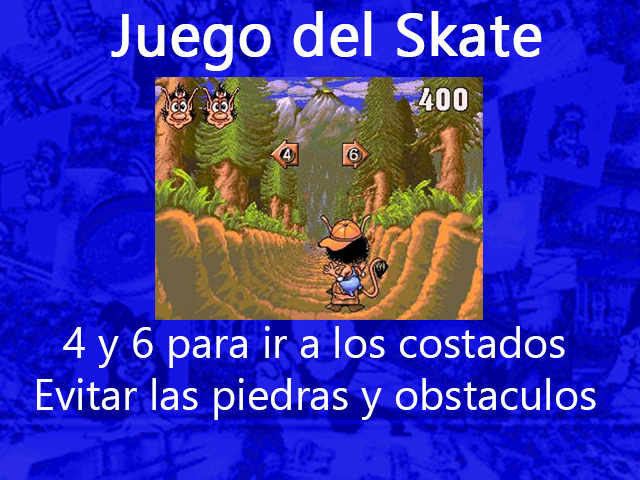 Juego del Skate
400
4 6
4 y 6 para ir a los costados
Evitar las piedras y obstaculos